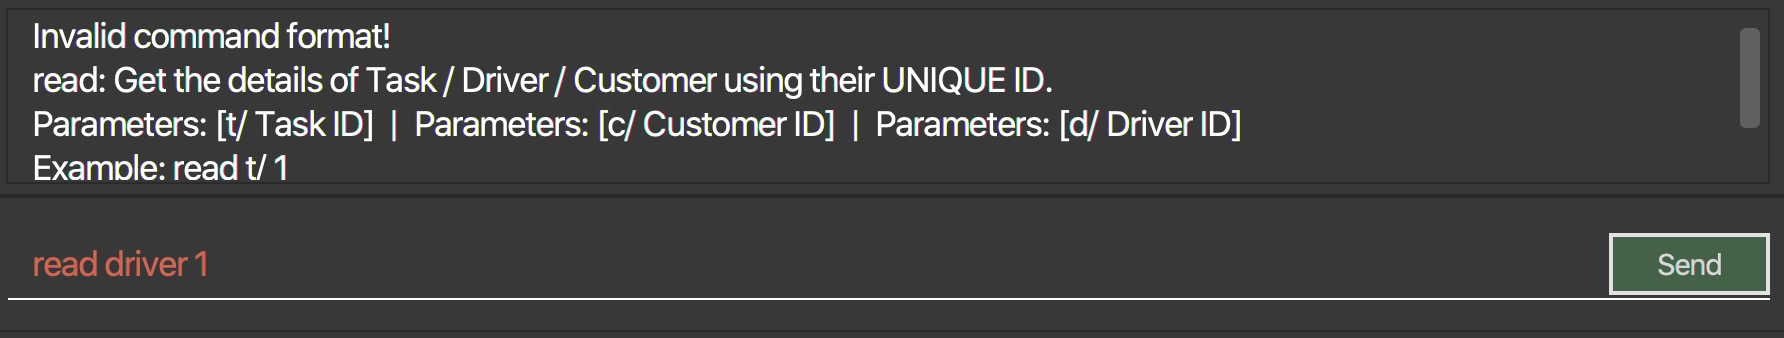 Invalid command format!
read: Get the details of Task / Driver / Customer using their UNIQUE ID.
Parameters: [t/ Task ID]  |  Parameters: [c/ Customer ID]  |  Parameters: [d/ Driver ID]
Example: read t/ 1
read driver 1
Send